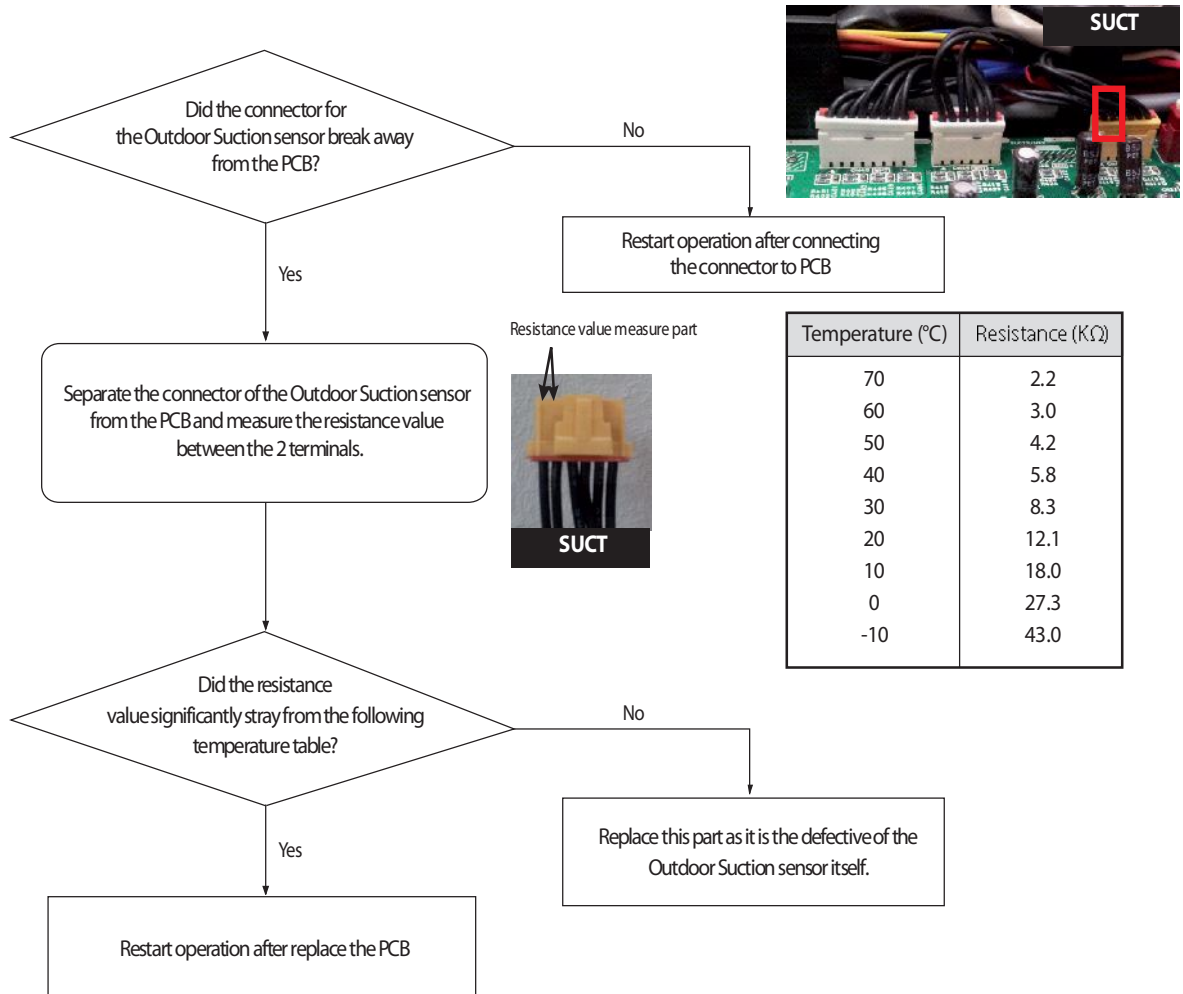 SUCT
Did the connector for
the Outdoor Suction sensor break away
from the PCB?
No
Restart operation after connecting
the connector to PCB
Yes
Resistance value measure part
Separate the connector of the Outdoor Suction sensor
from the PCB and measure the resistance value
between the 2 terminals.
SUCT
Temperature (°C) Resistance (KΩ)
70 2.2
60 3.0
50 4.2
40 5.8
30 8.3
20 12.1
10 18.0
0 27.3
-10 43.0
Did the resistance
value significantly stray from the following
temperature table?
No
Replace this part as it is the defective of the
Outdoor Suction sensor itself.
Yes
Restart operation after replace the PCB